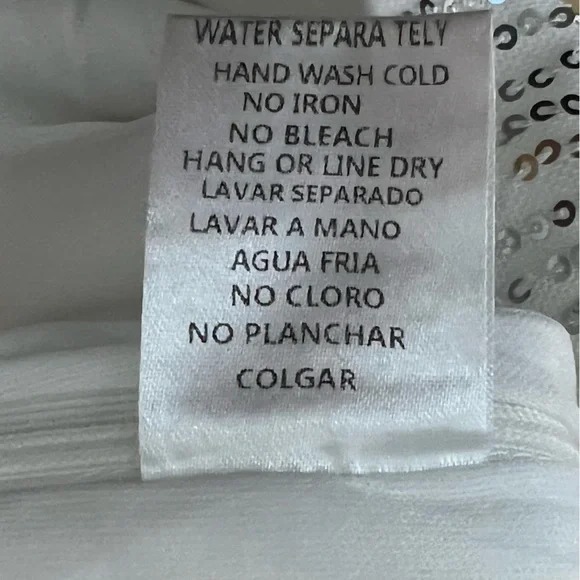 WATER SEPARA TELY
HAND WASH COLD
NO IRON
NO BLEACH
HANG OR LINE DRY
LAVAR SEPARADO
LAVAR A MANO
AGUA FRIA
NO CLORO
NO PLANCHAR
COLGAR